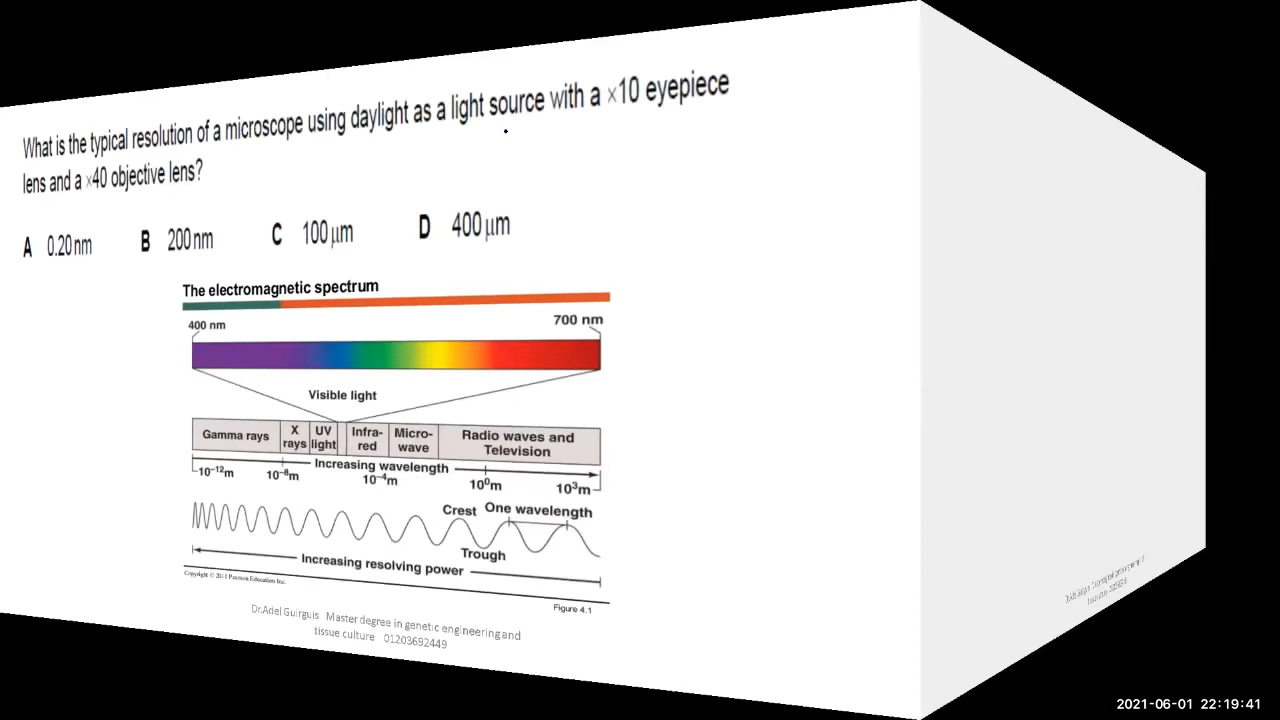 What is the typical resolution of a microscope using daylight as a light source with a ×10 eyepiece
lens and a ×40 objective lens?
A 0.20 nm B 200 nm C 100 μm D 400 μm
The electromagnetic spectrum
400 nm 700 nm
Visible light
Gamma rays
X
rays
UV
light
Infra-
red
Micro-
wave
Radio waves and
Television
Increasing wavelength
10⁻¹²m 10⁻⁸m 10⁻⁴m 10⁰m 10³m
Crest One wavelength
Trough
Increasing resolving power
Copyright © 2011 Pearson Education Inc.
Figure 4.1
Dr.Adel Guirguis Master degree in genetic engineering and
tissue culture 01203692449
2021-06-01 22:19:41